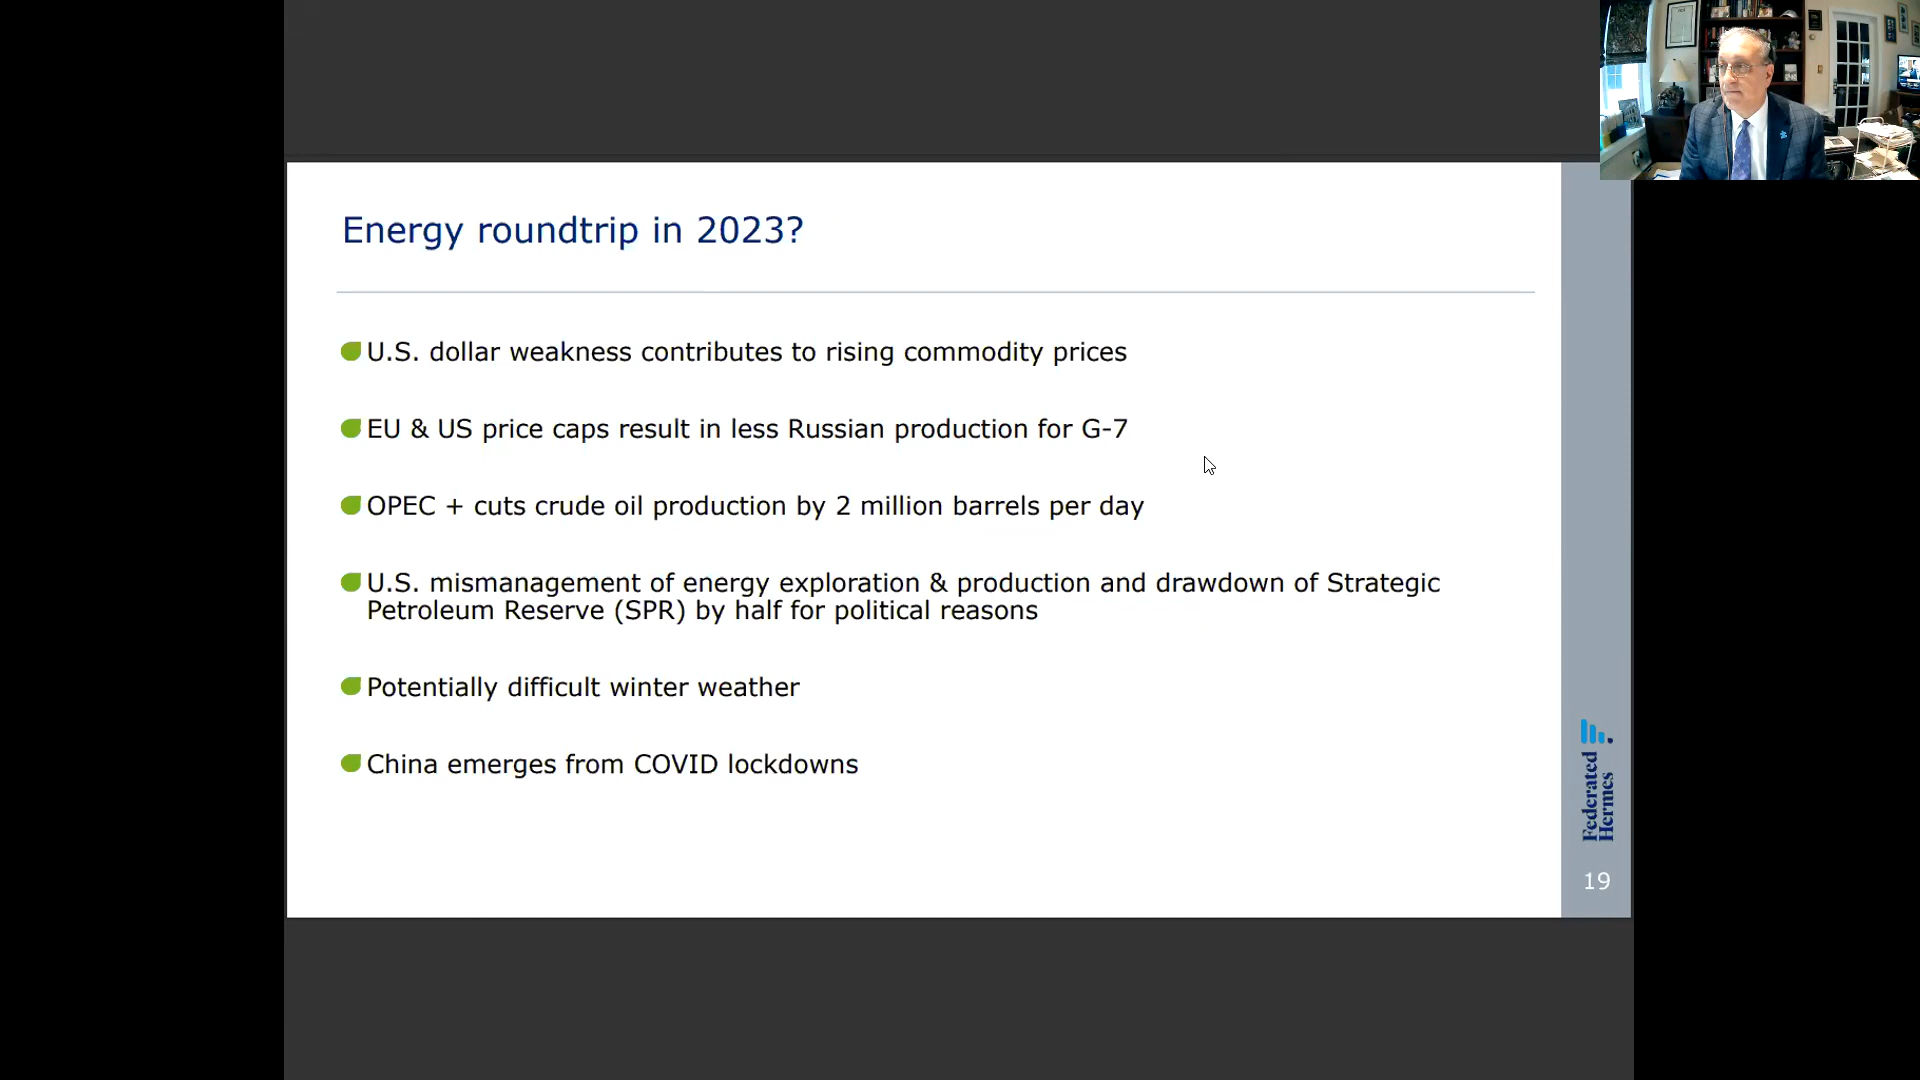 Energy roundtrip in 2023?
U.S. dollar weakness contributes to rising commodity prices
EU & US price caps result in less Russian production for G-7
OPEC + cuts crude oil production by 2 million barrels per day
U.S. mismanagement of energy exploration & production and drawdown of Strategic
Petroleum Reserve (SPR) by half for political reasons
Potentially difficult winter weather
China emerges from COVID lockdowns
Federated
Hermes
19